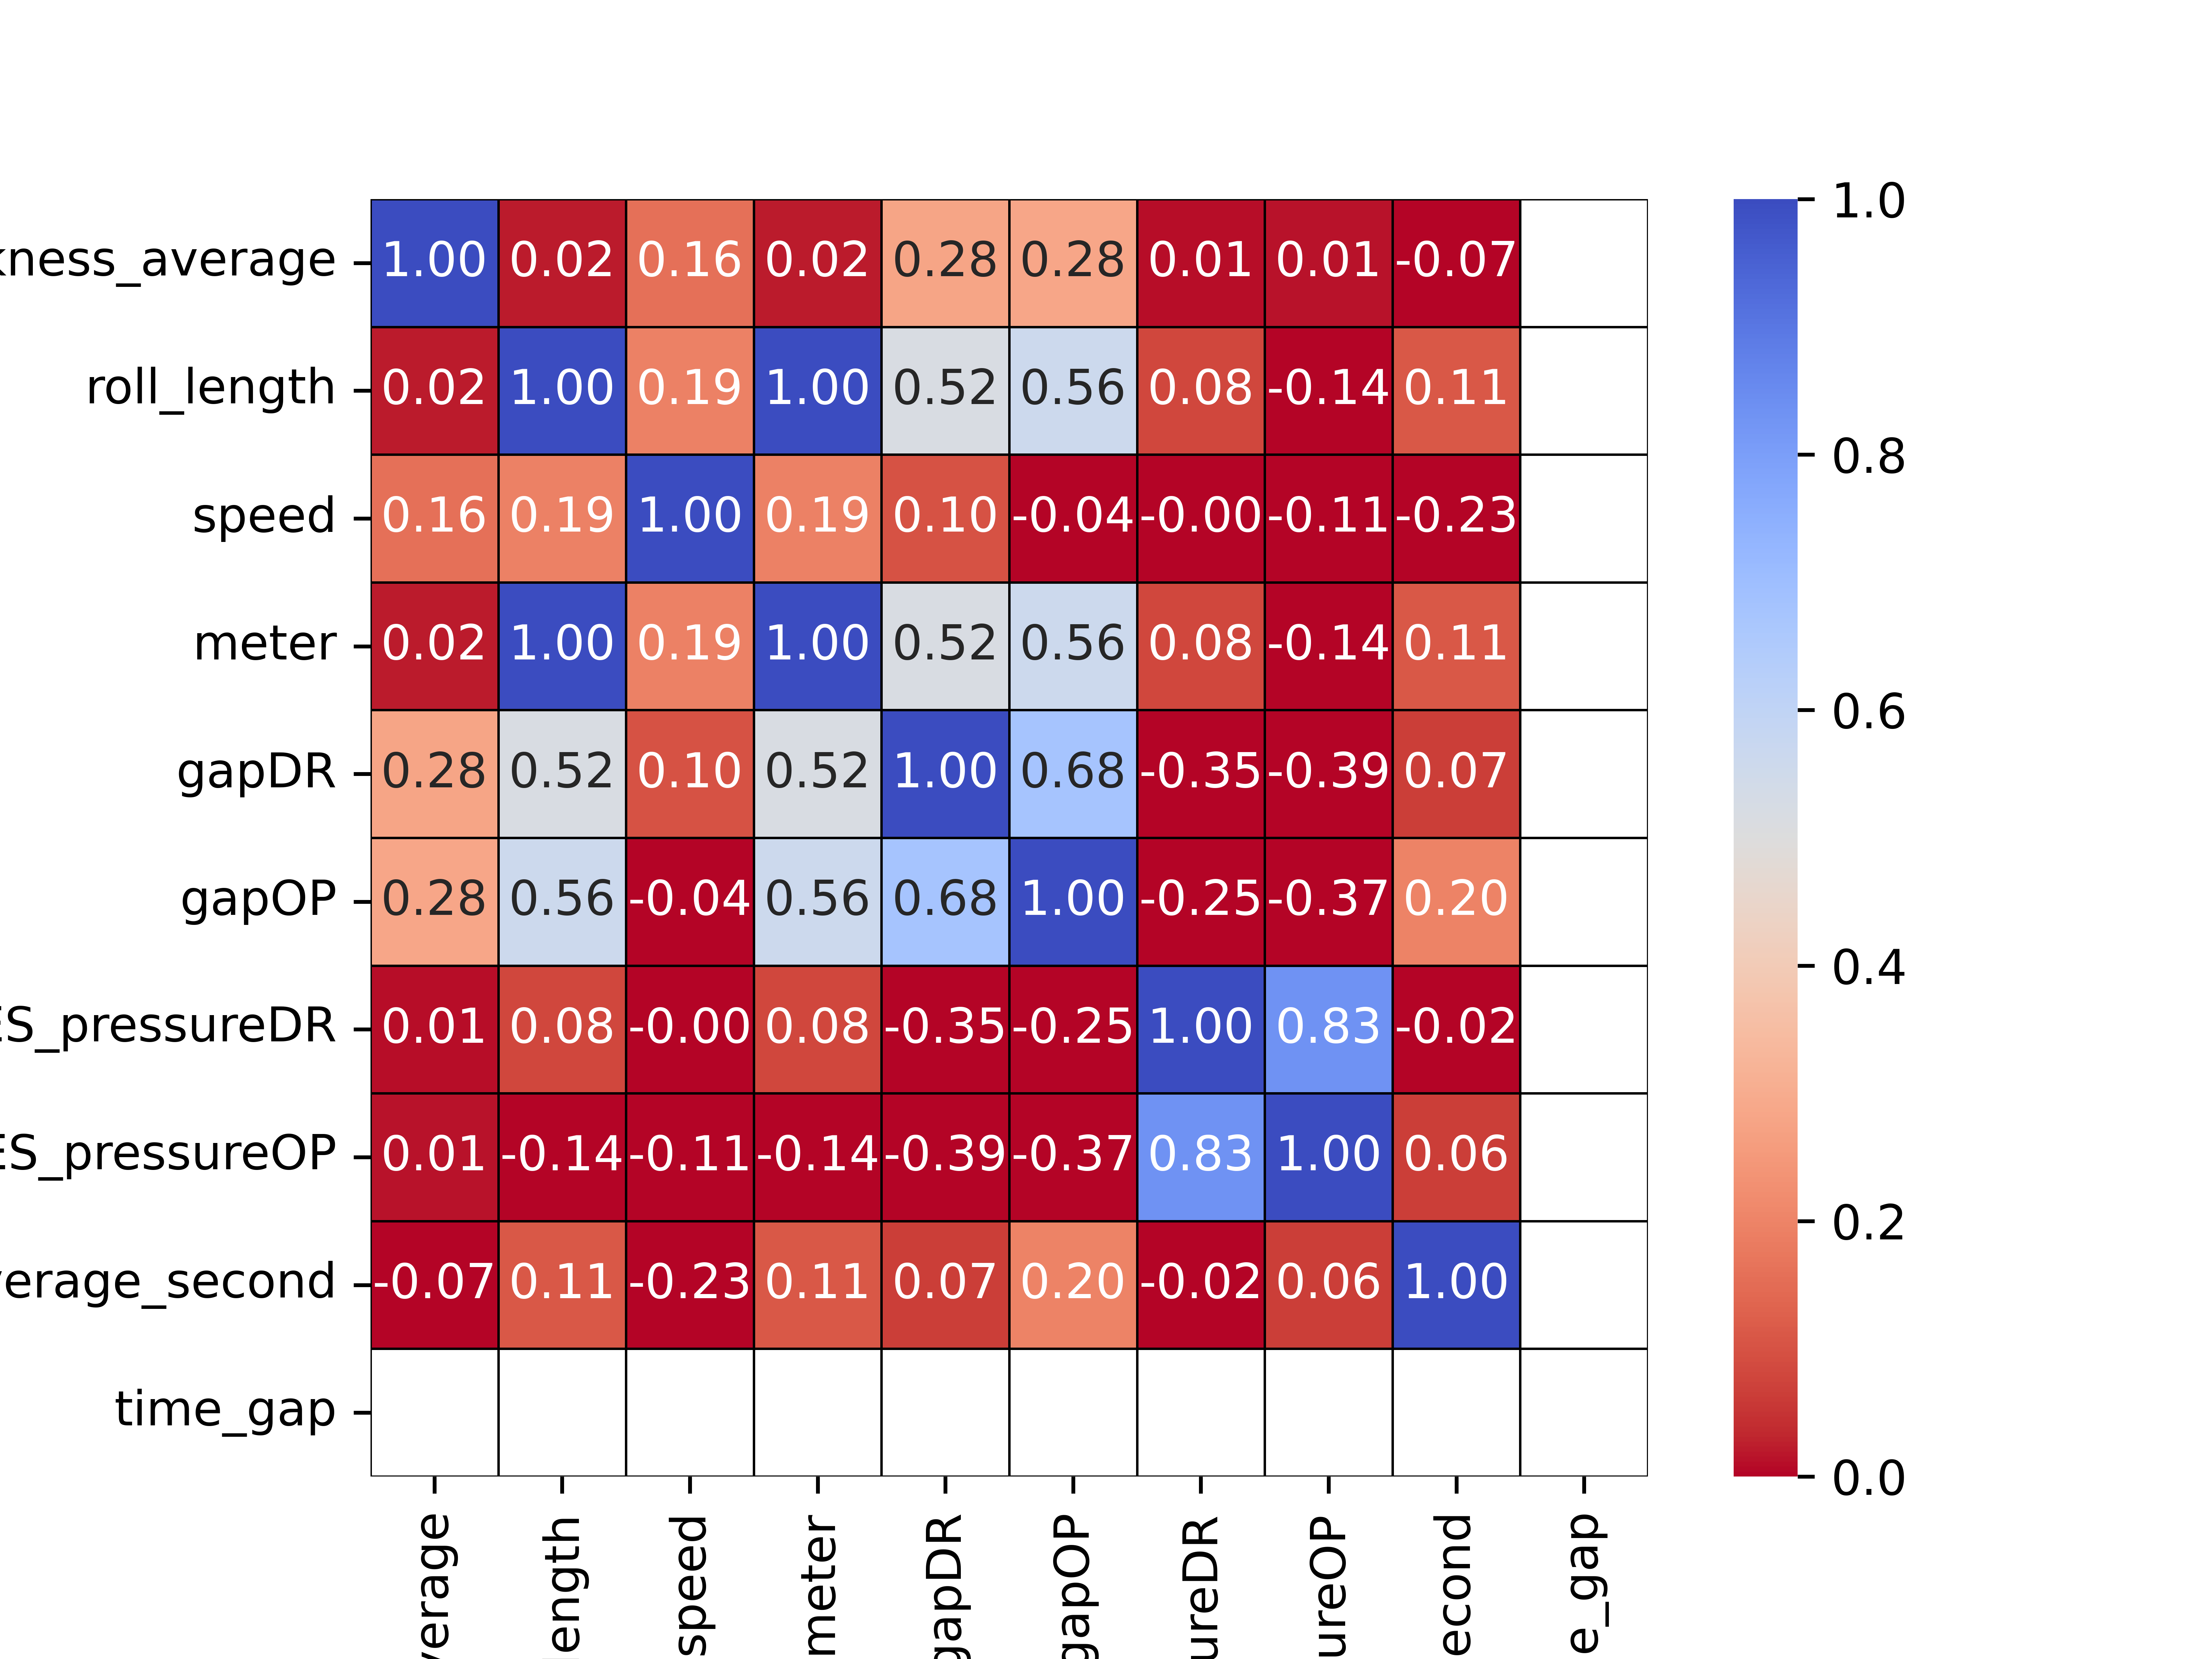 kness_average 1.00 0.02 0.16 0.02 0.28 0.28 0.01 0.01 -0.07
roll_length 0.02 1.00 0.19 1.00 0.52 0.56 0.08 -0.14 0.11
speed 0.16 0.19 1.00 0.19 0.10 -0.04 -0.00 -0.11 -0.23
meter 0.02 1.00 0.19 1.00 0.52 0.56 0.08 -0.14 0.11
gapDR 0.28 0.52 0.10 0.52 1.00 0.68 -0.35 -0.39 0.07
gapOP 0.28 0.56 -0.04 0.56 0.68 1.00 -0.25 -0.37 0.20
ES_pressureDR 0.01 0.08 -0.00 0.08 -0.35 -0.25 1.00 0.83 -0.02
ES_pressureOP 0.01 -0.14 -0.11 -0.14 -0.39 -0.37 0.83 1.00 0.06
verage_second -0.07 0.11 -0.23 0.11 0.07 0.20 -0.02 0.06 1.00
time_gap
verage
length
speed
meter
gapDR
gapOP
ureDR
ureOP
econd
e_gap
1.0
0.8
0.6
0.4
0.2
0.0